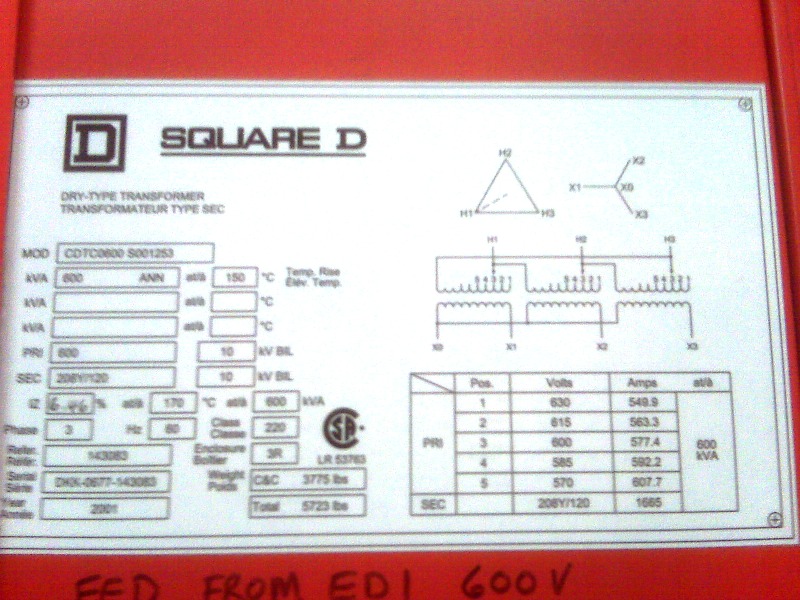 D SQUARE D
DRY-TYPE TRANSFORMER
TRANSFORMATEUR TYPE SEC
H2
H1 H3
X2
X1 X0
X3
MOD CDTC0600 S001253
kVA 600 ANN at/à 150 °C Temp. Rise
Élév. Temp.
kVA at/à °C
kVA at/à °C
PRI 600 10 kV BIL
SEC 208Y/120 10 kV BIL
IZ 6.46 % at/à 170 °C at/à 600 kVA
Phase 3 Hz 60 Class
Classe 220
Refer.
Référ. 143083 Enclosure
Boîtier 3R
Serial
Série 0677-143083 Weight
Poids C&C 3775 lbs
Year
Année 2001 Total 5723 lbs
SA
LR 53763
H1 H2 H3
5 4 3 2 1 5 4 3 2 1 5 4 3 2 1
X0 X1 X2 X3
Pos. Volts Amps at/à
PRI 1 630 549.9 600 kVA
2 615 563.3
3 600 577.4
4 585 592.2
5 570 607.7
SEC 208Y/120 1665
FED FROM EDI 600V